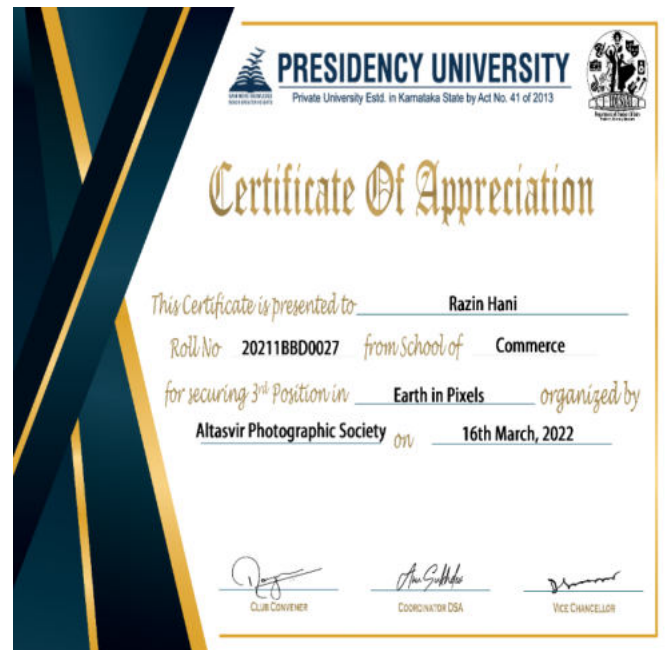 PRESIDENCY UNIVERSITY
Private University Estd. in Karnataka State by Act No. 41 of 2013
Certificate Of Appreciation
This Certificate is presented to Razin Hani
Roll No 20211BBD0027 from School of Commerce
for securing 3rd Position in Earth in Pixels organized by
Altasvir Photographic Society on 16th March, 2022
CLUB CONVENER COORDINATOR DSA VICE CHANCELLOR